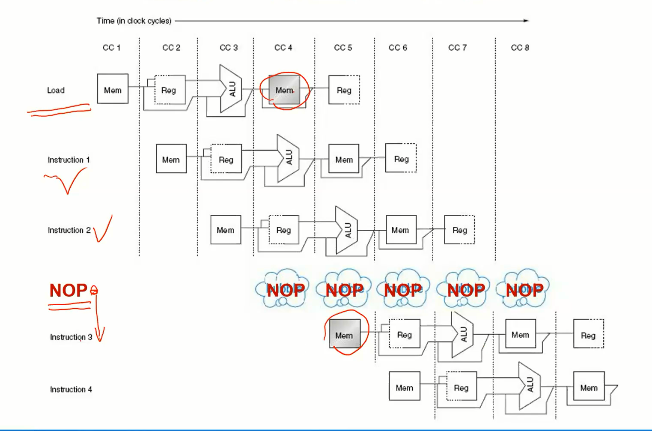 Time (in clock cycles)
CC 1 CC 2 CC 3 CC 4 CC 5 CC 6 CC 7 CC 8
Load Mem Reg ALU Mem Reg
Instruction 1 Mem Reg ALU Mem Reg
Instruction 2 Mem Reg ALU Mem Reg
NOP NOP NOP NOP NOP NOP
Instruction 3 Mem Reg ALU Mem Reg
Instruction 4 Mem Reg ALU Mem